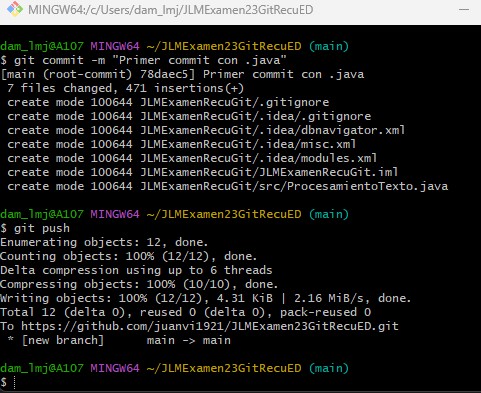 MINGW64:/c/Users/dam_lmj/JLMExamen23GitRecuED
dam_lmj@A107 MINGW64 ~/JLMExamen23GitRecuED (main)
$ git commit -m "Primer commit con .java"
[main (root-commit) 78daec5] Primer commit con .java
 7 files changed, 471 insertions(+)
 create mode 100644 JLMExamenRecuGit/.gitignore
 create mode 100644 JLMExamenRecuGit/.idea/.gitignore
 create mode 100644 JLMExamenRecuGit/.idea/dbnavigator.xml
 create mode 100644 JLMExamenRecuGit/.idea/misc.xml
 create mode 100644 JLMExamenRecuGit/.idea/modules.xml
 create mode 100644 JLMExamenRecuGit/JLMExamenRecuGit.iml
 create mode 100644 JLMExamenRecuGit/src/ProcesamientoTexto.java
dam_lmj@A107 MINGW64 ~/JLMExamen23GitRecuED (main)
$ git push
Enumerating objects: 12, done.
Counting objects: 100% (12/12), done.
Delta compression using up to 6 threads
Compressing objects: 100% (10/10), done.
Writing objects: 100% (12/12), 4.31 KiB | 2.16 MiB/s, done.
Total 12 (delta 0), reused 0 (delta 0), pack-reused 0
To https://github.com/juanvi1921/JLMExamen23GitRecuED.git
 * [new branch]      main -> main
dam_lmj@A107 MINGW64 ~/JLMExamen23GitRecuED (main)
$